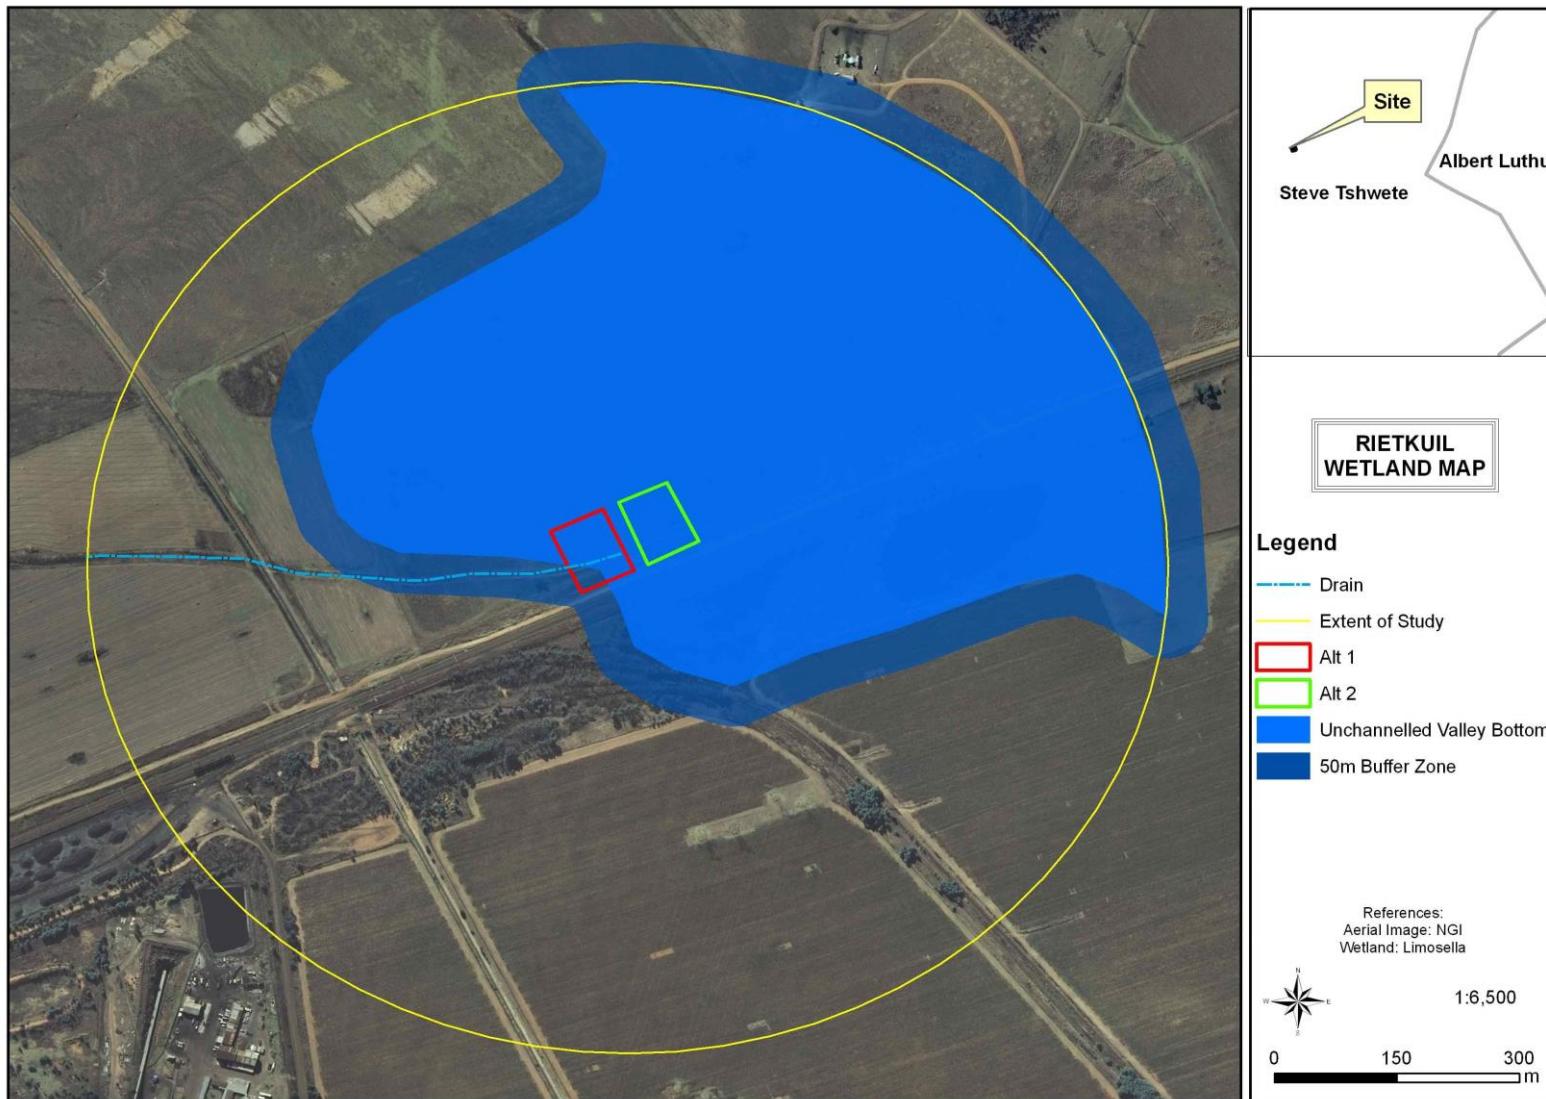 Site
Albert Luthu
Steve Tshwete
RIETKUIL
WETLAND MAP
Legend
Drain
Extent of Study
Alt 1
Alt 2
Unchannelled Valley Bottom
50m Buffer Zone
References:
Aerial Image: NGI
Wetland: Limosella
N
W E
S
1:6,500
0 150 300
m